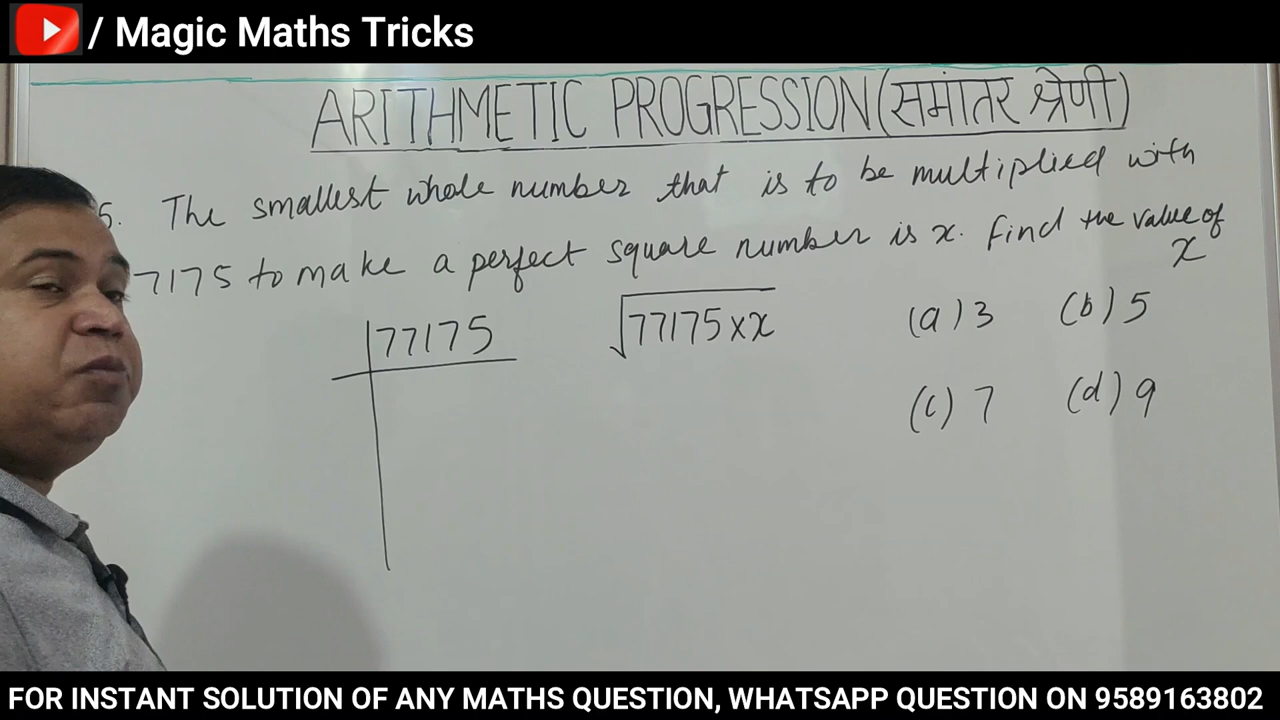 / Magic Maths Tricks
ARITHMETIC PROGRESSION (समांतर श्रेणी)
5. The smallest whole number that is to be multiplied with
7175 to make a perfect square number is x. Find the value of
x
77175 √77175 × x (a) 3 (b) 5
(c) 7 (d) 9
FOR INSTANT SOLUTION OF ANY MATHS QUESTION, WHATSAPP QUESTION ON 9589163802